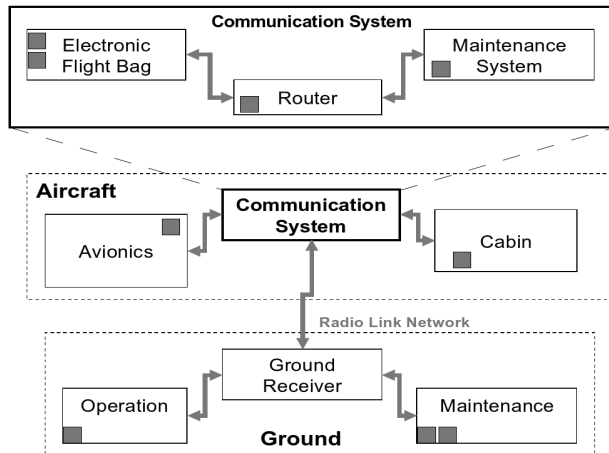 Communication System
Electronic
Flight Bag
Maintenance
System
Router
Aircraft
Communication
System
Avionics
Cabin
Radio Link Network
Ground
Receiver
Operation
Maintenance
Ground